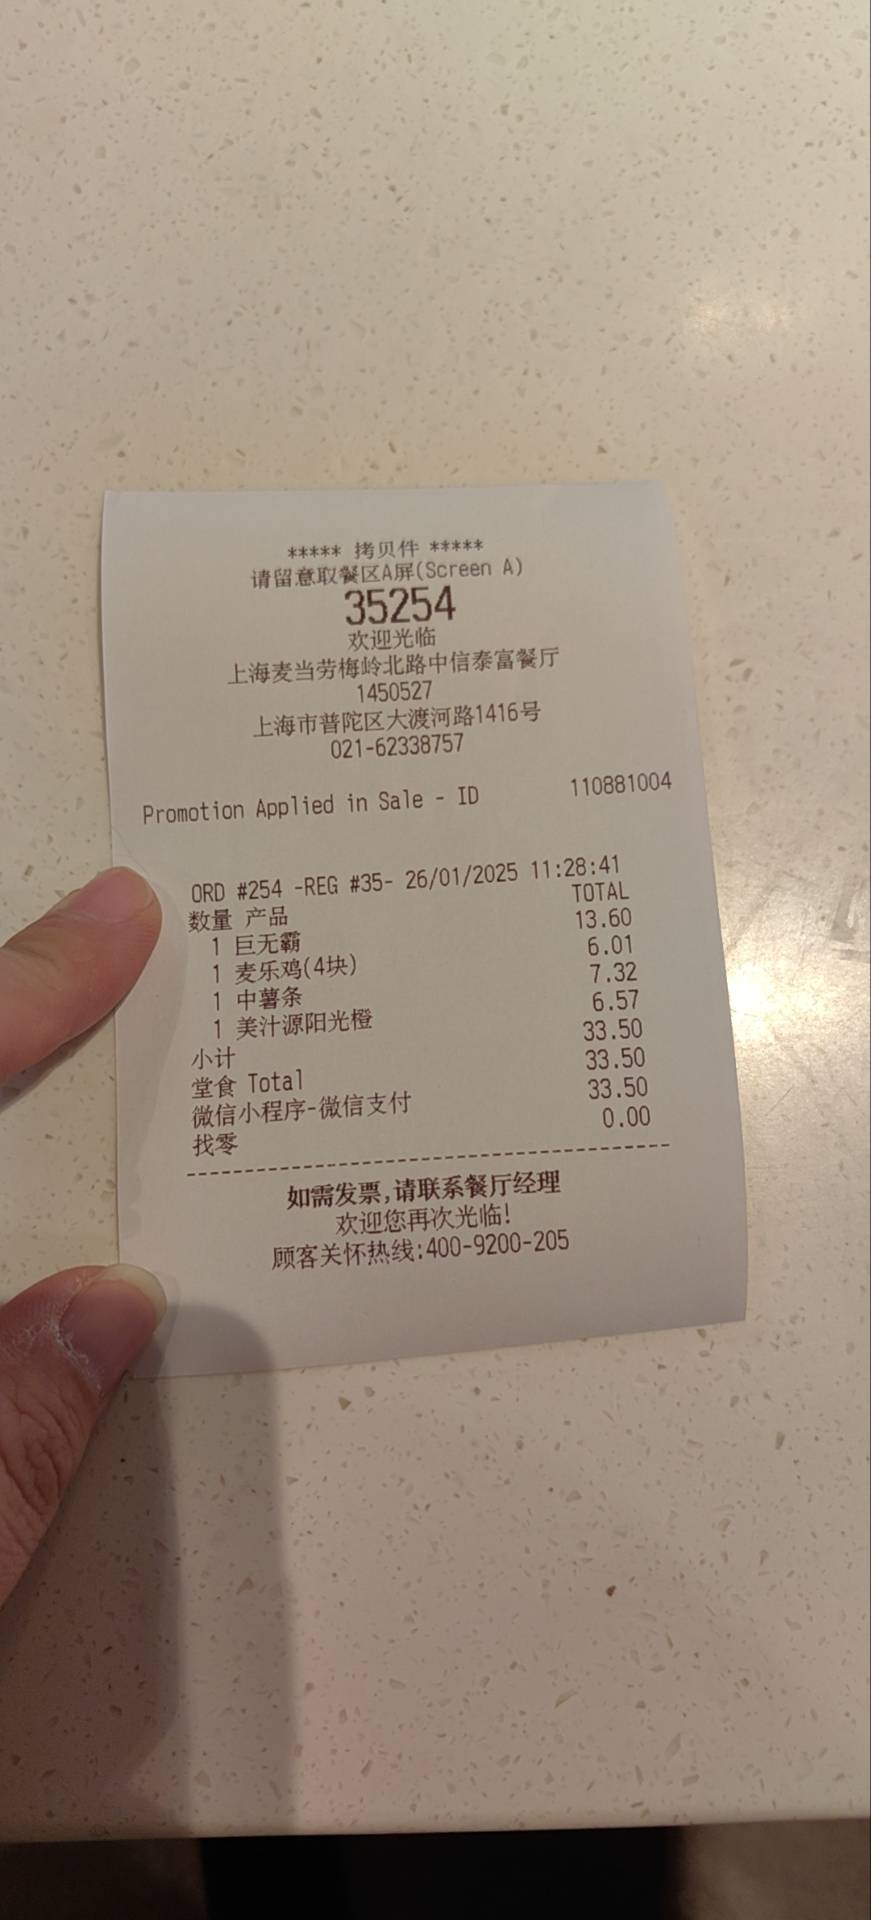 ***** 拷贝件 *****
请留意取餐区A屏(Screen A)
35254
欢迎光临
上海麦当劳梅岭北路中信泰富餐厅
1450527
上海市普陀区大渡河路1416号
021-62338757
Promotion Applied in Sale - ID 110881004
ORD #254 -REG #35- 26/01/2025 11:28:41
数量 产品 TOTAL
1 巨无霸 13.60
1 麦乐鸡(4块) 6.01
1 中薯条 7.32
1 美汁源阳光橙 6.57
小计 33.50
堂食 Total 33.50
微信小程序-微信支付 33.50
找零 0.00
--------------------------------------
如需发票,请联系餐厅经理
欢迎您再次光临!
顾客关怀热线:400-9200-205